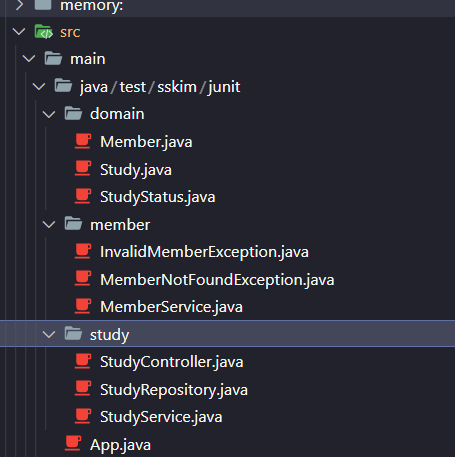 memory:
src
main
java/test/sskim/junit
domain
Member.java
Study.java
StudyStatus.java
member
InvalidMemberException.java
MemberNotFoundException.java
MemberService.java
study
StudyController.java
StudyRepository.java
StudyService.java
App.java